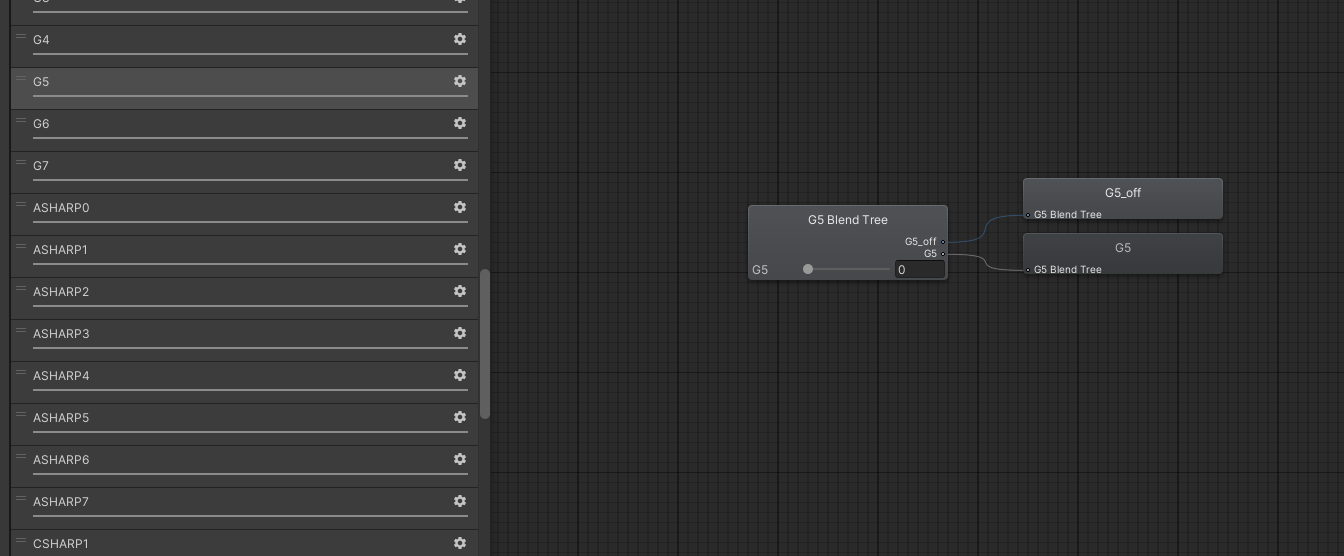 G4
G5
G6
G7
ASHARP0
ASHARP1
ASHARP2
ASHARP3
ASHARP4
ASHARP5
ASHARP6
ASHARP7
CSHARP1
G5 Blend Tree
G5_off
G5
G5 0
G5_off
G5 Blend Tree
G5
G5 Blend Tree